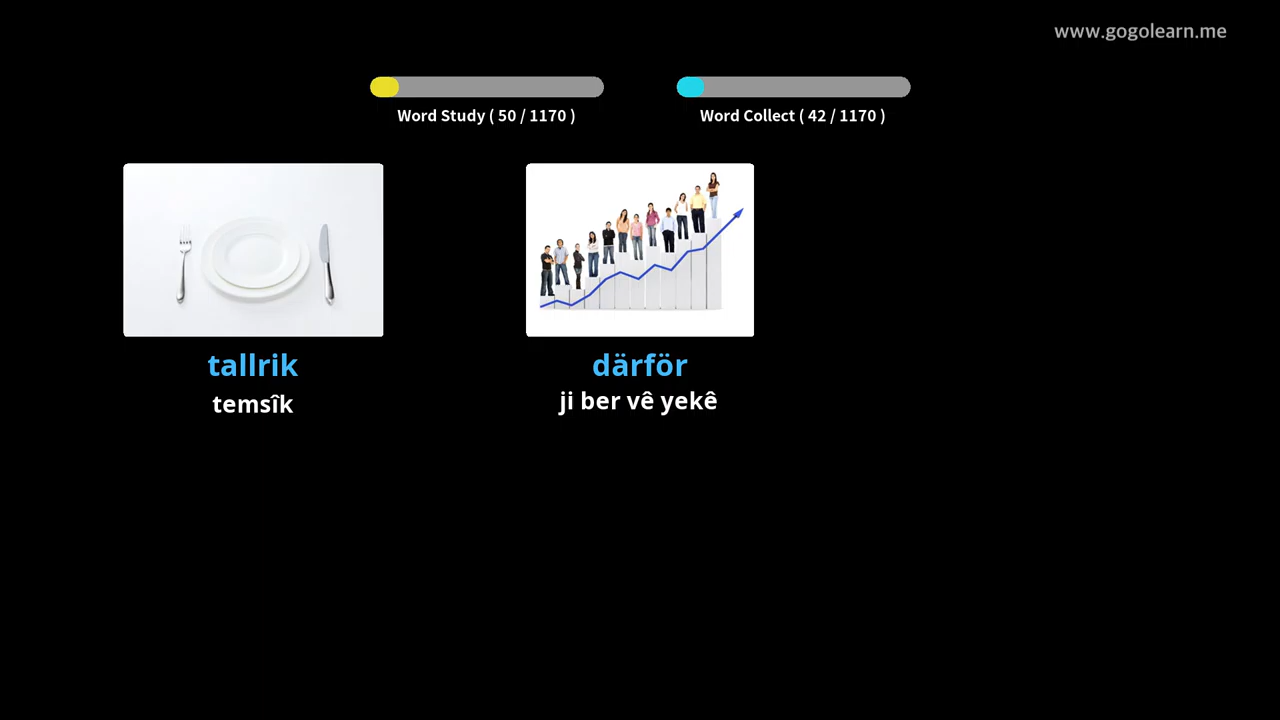 www.gogolearn.me
Word Study ( 50 / 1170 )
Word Collect ( 42 / 1170 )
tallrik
temsîk
därför
ji ber vê yekê